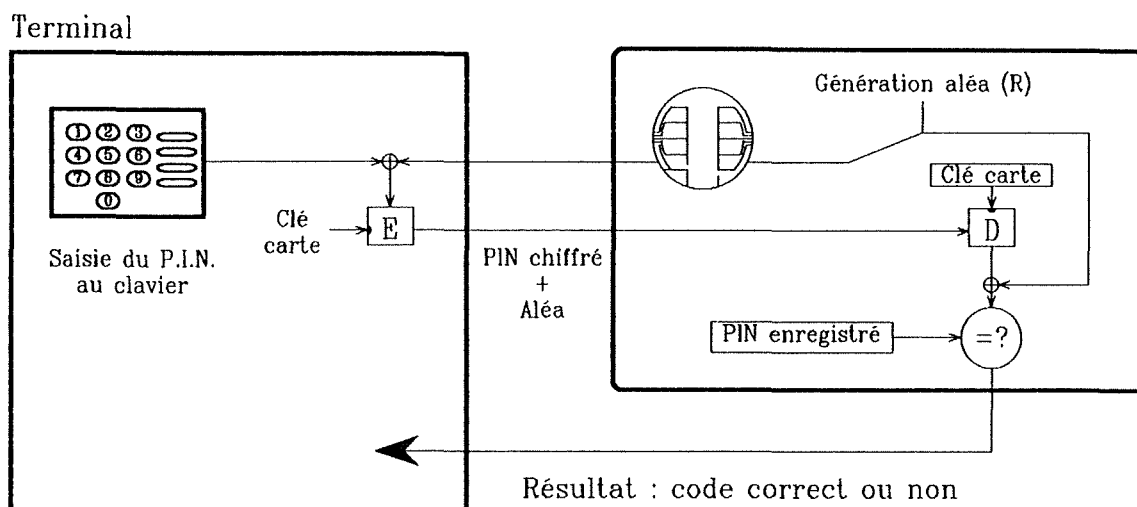 Terminal
Génération aléa (R)
1 2 3
4 5 6
7 8 9
0
Clé carte
Clé
carte
E
D
Saisie du P.I.N.
au clavier
PIN chiffré
+
Aléa
PIN enregistré
=?
Résultat : code correct ou non